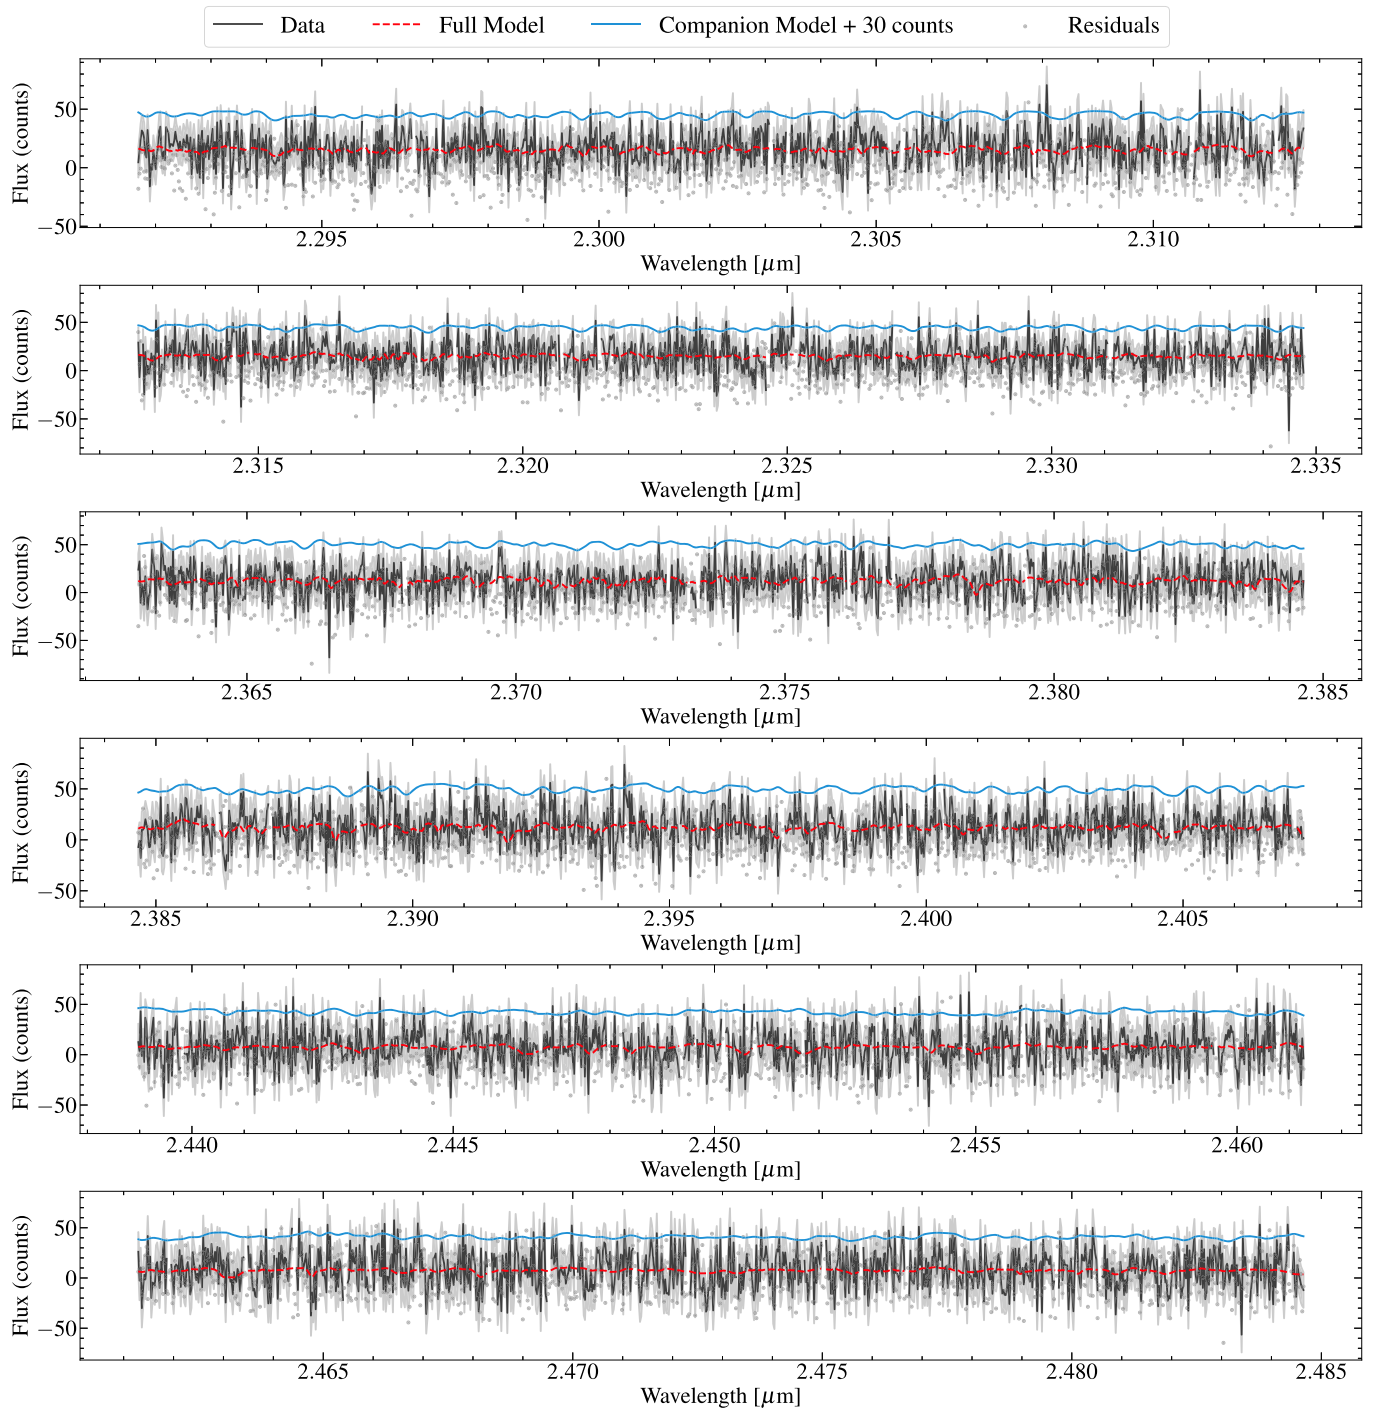 Data Full Model Companion Model + 30 counts Residuals
Flux (counts)
50
0
−50
2.295 2.300 2.305 2.310
Wavelength [μm]
Flux (counts)
50
0
−50
2.315 2.320 2.325 2.330 2.335
Wavelength [μm]
Flux (counts)
50
0
−50
2.365 2.370 2.375 2.380 2.385
Wavelength [μm]
Flux (counts)
50
0
−50
2.385 2.390 2.395 2.400 2.405
Wavelength [μm]
Flux (counts)
50
0
−50
2.440 2.445 2.450 2.455 2.460
Wavelength [μm]
Flux (counts)
50
0
−50
2.465 2.470 2.475 2.480 2.485
Wavelength [μm]